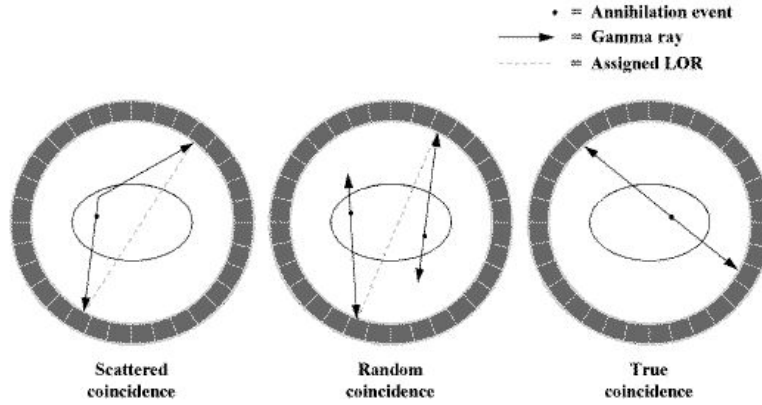 = Annihilation event
= Gamma ray
= Assigned LOR
Scattered
coincidence
Random
coincidence
True
coincidence